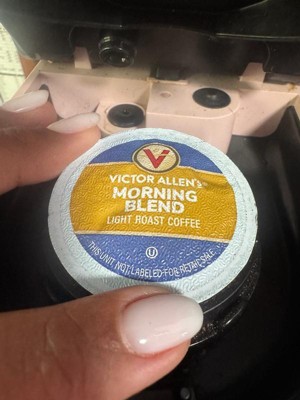 V
VICTOR ALLEN'S
MORNING
BLEND
LIGHT ROAST COFFEE
THIS UNIT NOT LABELED FOR RETAIL SALE
U